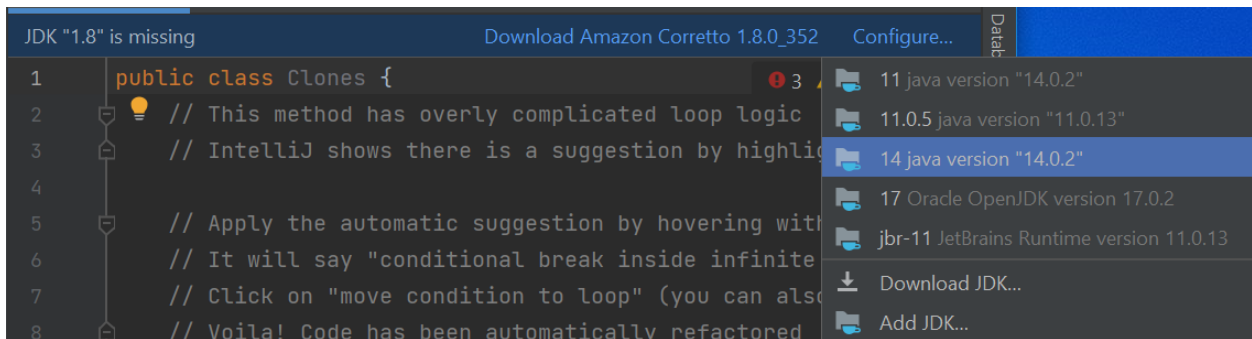 JDK "1.8" is missing
Download Amazon Corretto 1.8.0_352
Configure...
Datab
1 public class Clones {
3
2 // This method has overly complicated loop logic
3 // IntelliJ shows there is a suggestion by highlig
4
5 // Apply the automatic suggestion by hovering with
6 // It will say "conditional break inside infinite
7 // Click on "move condition to loop" (you can also
8 // Voila! Code has been automatically refactored
11 java version "14.0.2"
11.0.5 java version "11.0.13"
14 java version "14.0.2"
17 Oracle OpenJDK version 17.0.2
jbr-11 JetBrains Runtime version 11.0.13
Download JDK...
Add JDK...